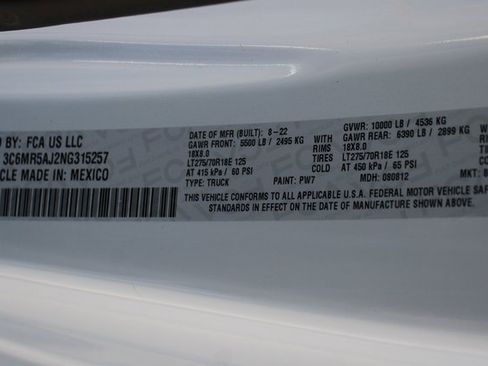 D BY: FCA US LLC
3C6MR5AJ2NG315257
CLE MADE IN: MEXICO
DATE OF MFR (BUILT): 8-22
GAWR FRONT: 5500 LB / 2495 KG WITH
18X8.0 RIMS
LT275/70R18E 125 TIRES
AT 415 kPa / 60 PSI COLD
TYPE: TRUCK PAINT: PW7
GVWR: 10000 LB / 4536 KG
GAWR REAR: 6390 LB / 2899 KG WITH
18X8.0 RIMS
LT275/70R18E 125 TIRES
AT 450 kPa / 65 PSI COLD
MDH: 080812 MKT:
THIS VEHICLE CONFORMS TO ALL APPLICABLE U.S.A. FEDERAL MOTOR VEHICLE SAF
STANDARDS IN EFFECT ON THE DATE OF MANUFACTURE SHOWN ABOVE.